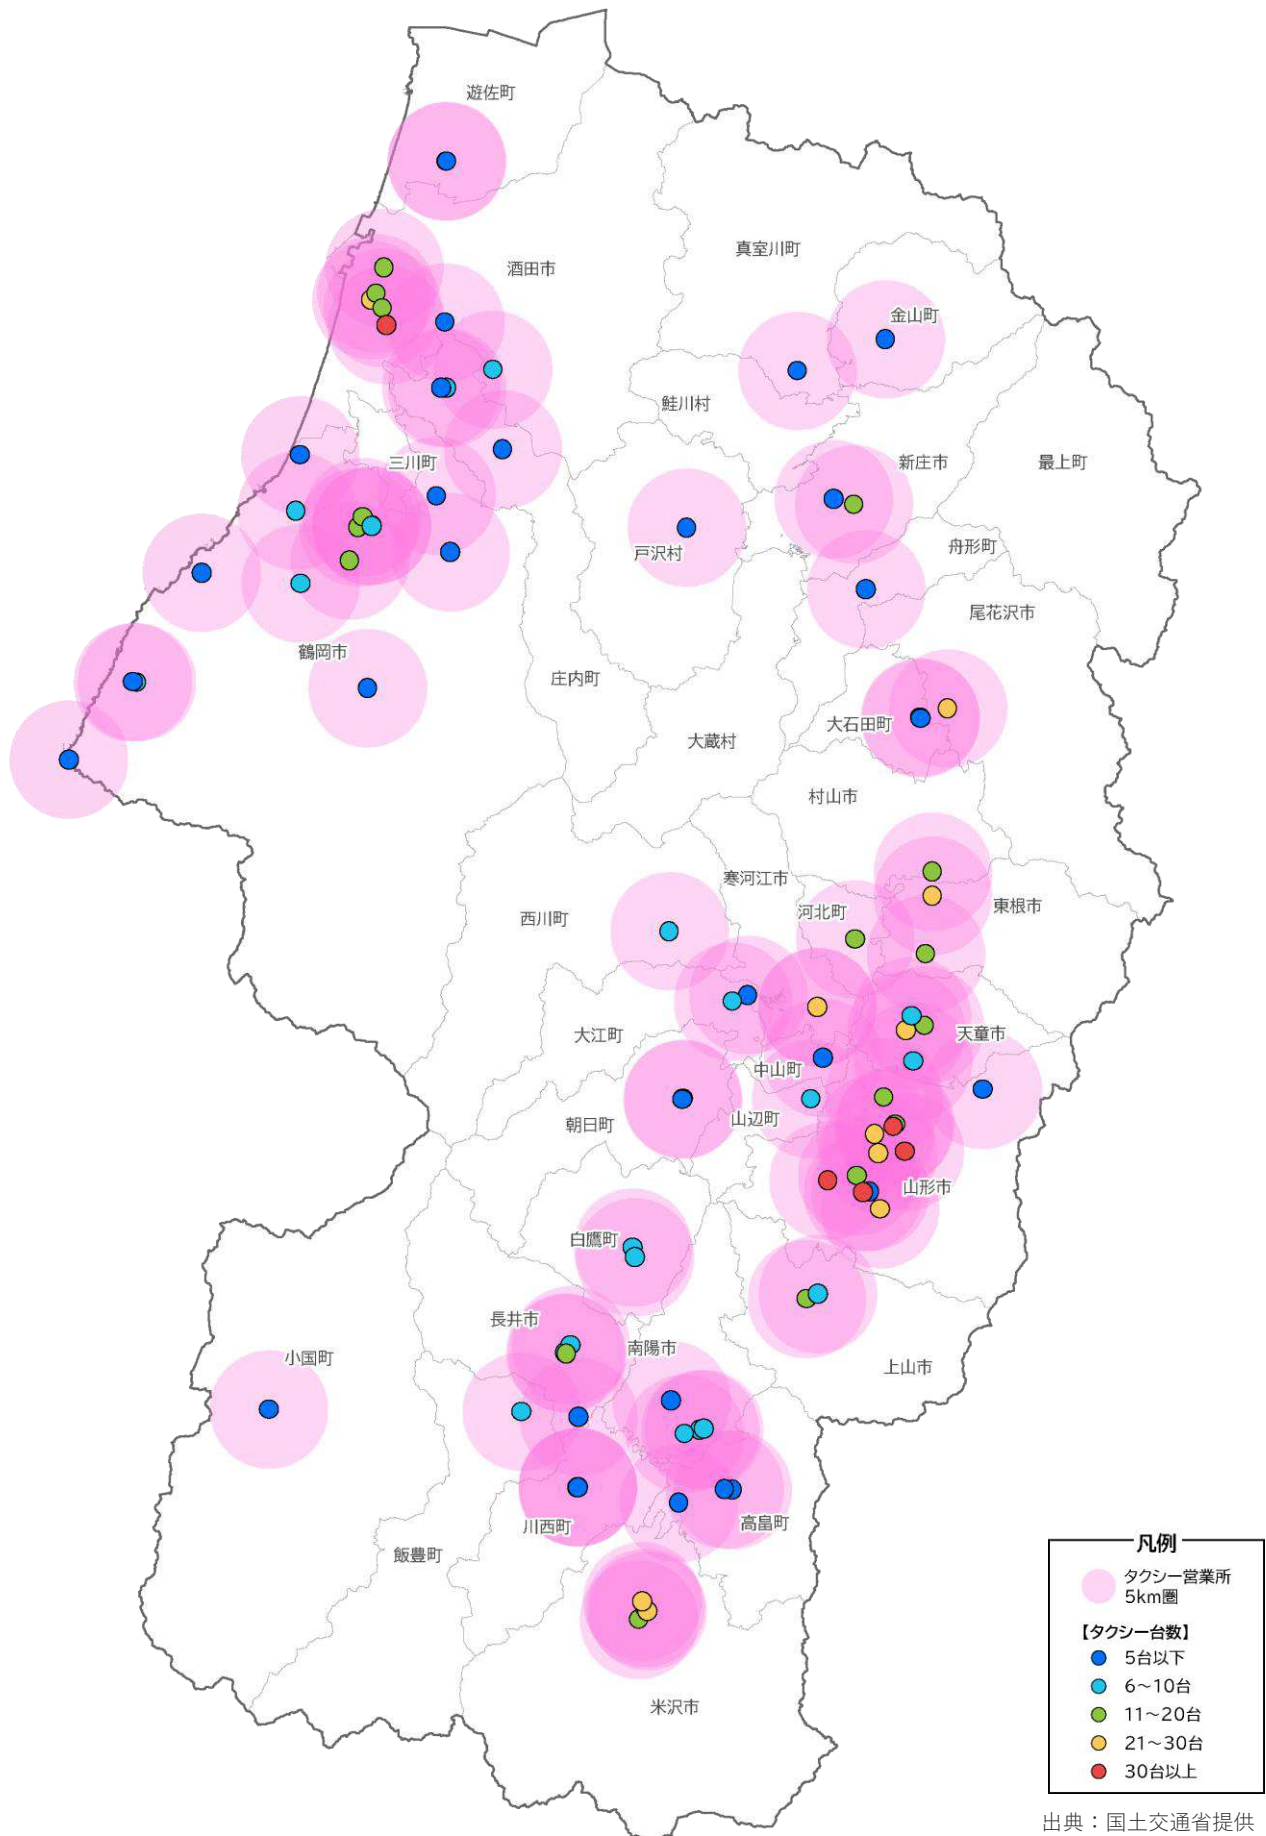 遊佐町
酒田市
真室川町
金山町
鮭川村
三川町
新庄市
最上町
戸沢村
舟形町
尾花沢市
鶴岡市
庄内町
大石田町
大蔵村
村山市
寒河江市
西川町
河北町
東根市
大江町
天童市
中山町
朝日町
山辺町
山形市
白鷹町
長井市
南陽市
小国町
上山市
川西町
高畠町
飯豊町
米沢市
凡例
タクシー営業所
5km圏
【タクシー台数】
5台以下
6～10台
11～20台
21～30台
30台以上
出典：国土交通省提供